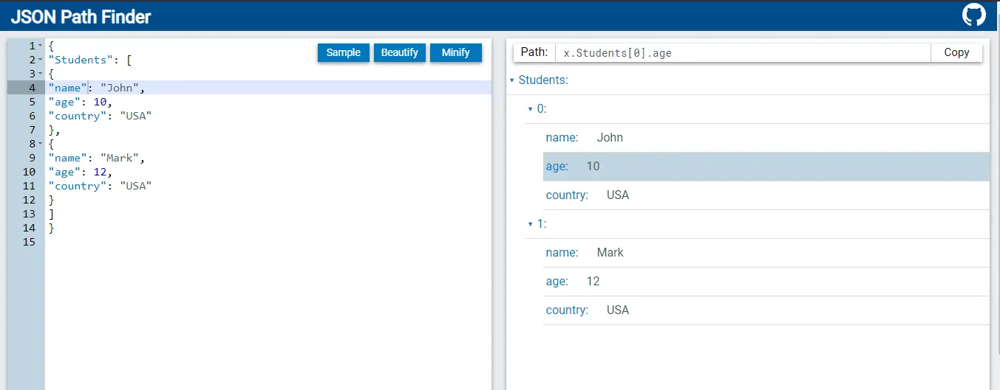 JSON Path Finder
Sample Beautify Minify
1 {
2 "Students": [
3 {
4 "name": "John",
5 "age": 10,
6 "country": "USA"
7 },
8 {
9 "name": "Mark",
10 "age": 12,
11 "country": "USA"
12 }
13 ]
14 }
15
Path: x.Students[0].age Copy
Students:
0:
name: John
age: 10
country: USA
1:
name: Mark
age: 12
country: USA